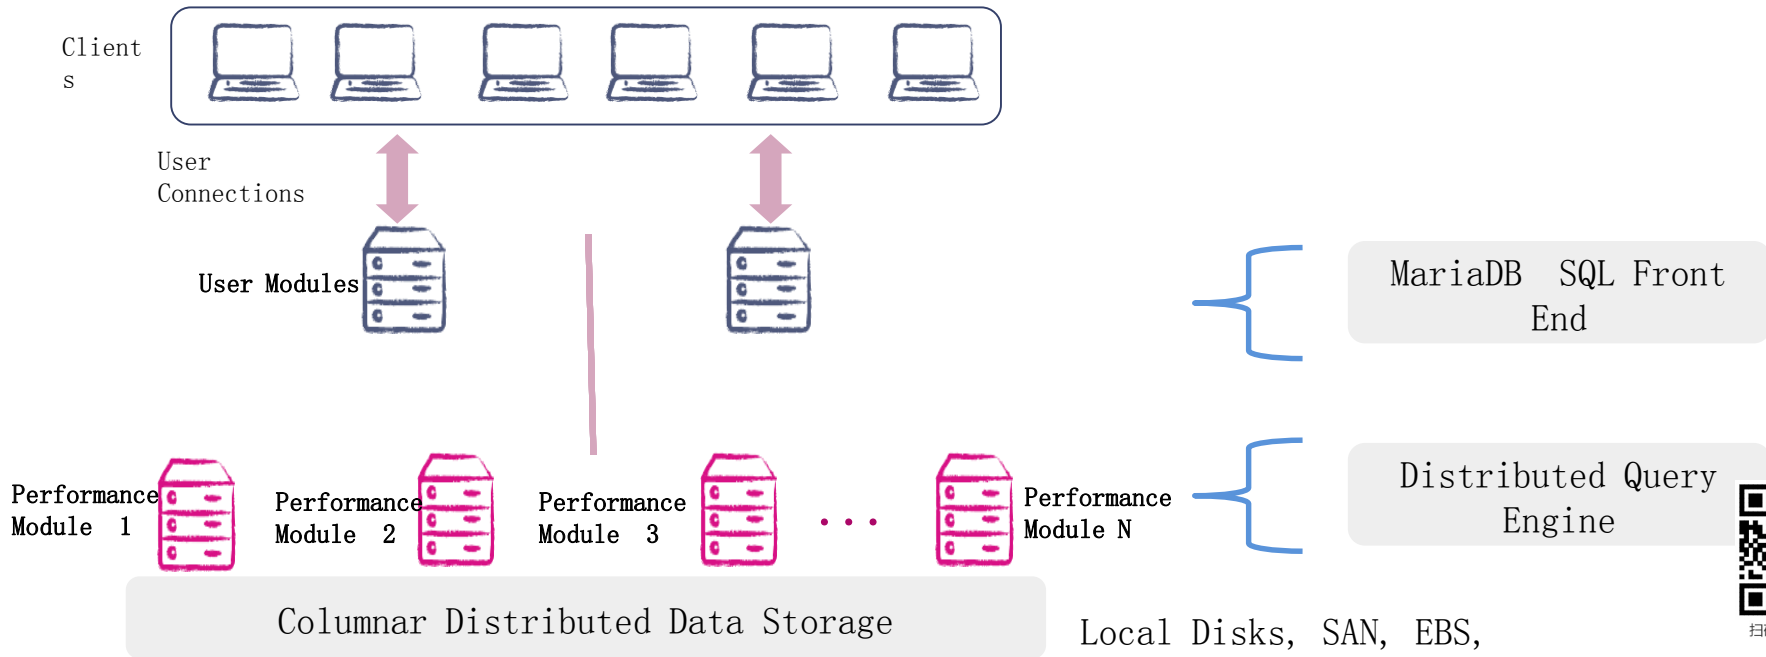 Client
s
User
Connections
User Modules
MariaDB SQL Front
End
Performance
Module 1
Performance
Module 2
Performance
Module 3
...
Performance
Module N
Distributed Query
Engine
Columnar Distributed Data Storage
Local Disks, SAN, EBS,